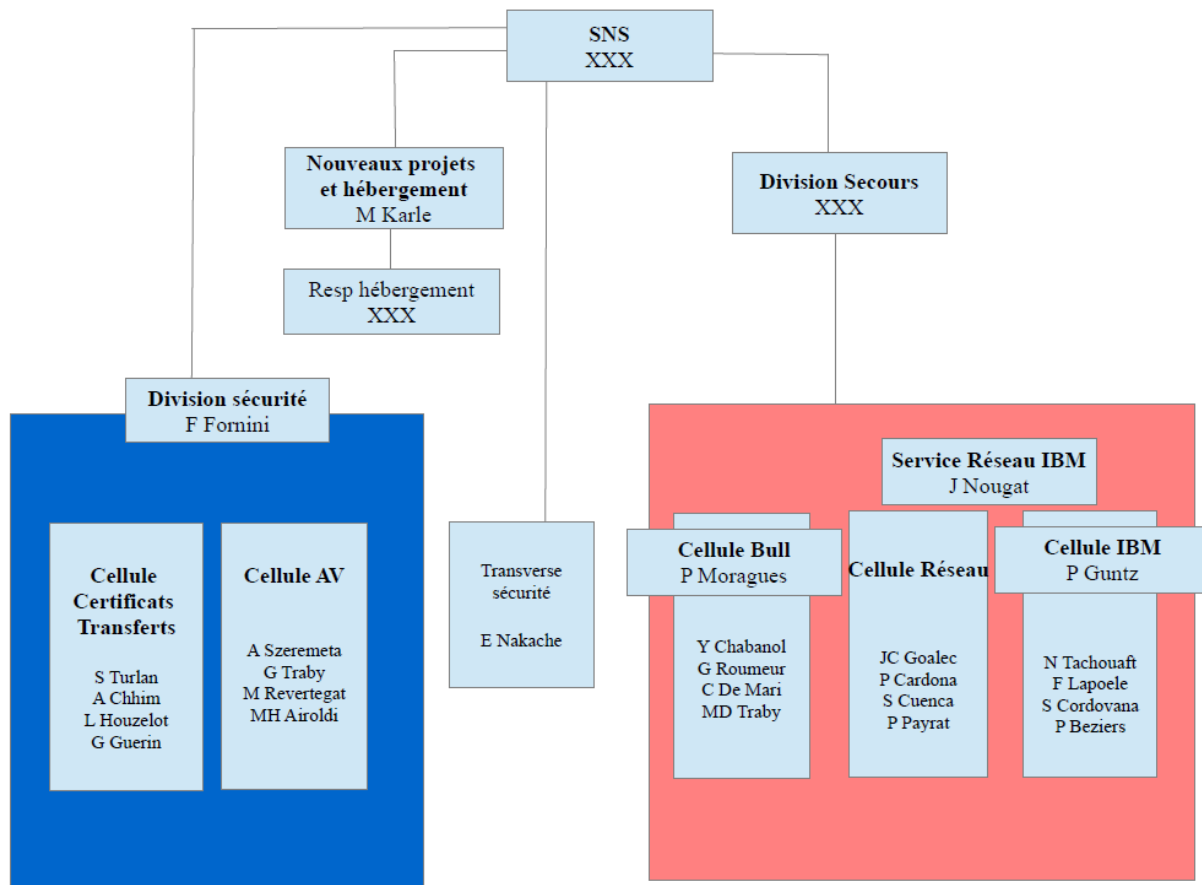 SNS
XXX
Nouveaux projets
et hébergement
M Karle
Division Secours
XXX
Resp hébergement
XXX
Division sécurité
F Fornini
Cellule
Certificats
Transferts
S Turlan
A Chhim
L Houzelot
G Guerin
Cellule AV
A Szeremeta
G Traby
M Revertegat
MH Airoldi
Transverse
sécurité
E Nakache
Service Réseau IBM
J Nougat
Cellule Bull
P Moragues
Y Chabanol
G Roumeur
C De Mari
MD Traby
Cellule Réseau
JC Goalec
P Cardona
S Cuenca
P Payrat
Cellule IBM
P Guntz
N Tachouaft
F Lapoele
S Cordovana
P Beziers